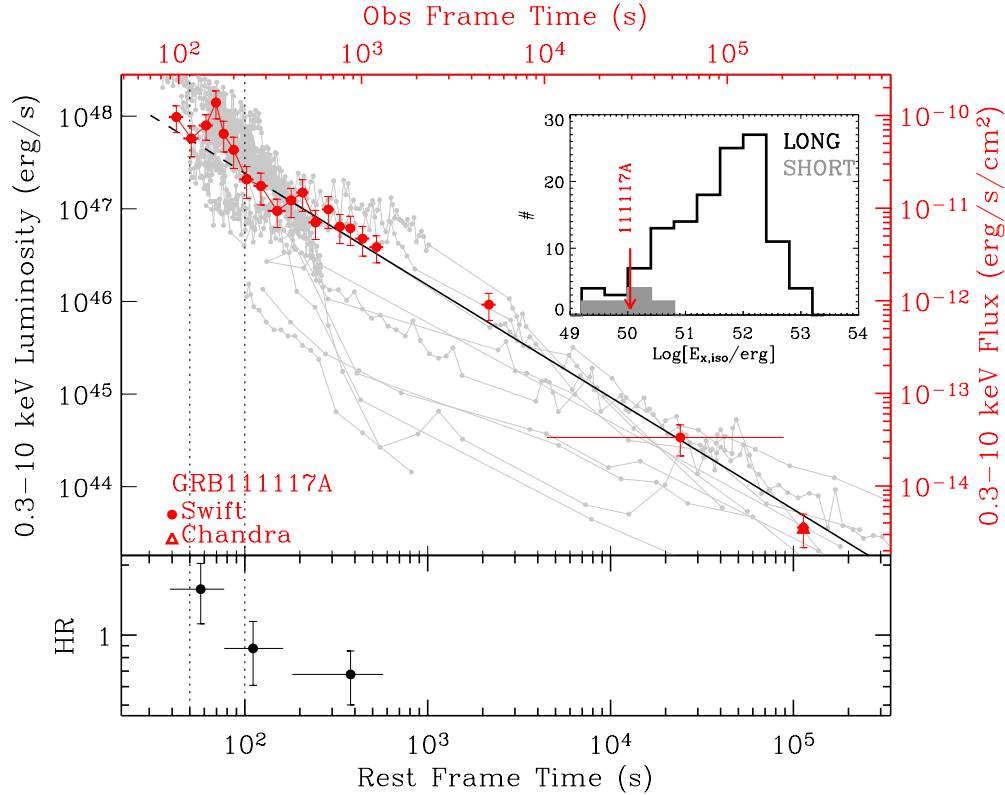 Obs Frame Time (s)
10²
10³
10⁴
10⁵
0.3−10 keV Luminosity (erg/s)
10⁴⁸
10⁴⁷
10⁴⁶
10⁴⁵
10⁴⁴
0.3−10 keV Flux (erg/s/cm²)
10⁻¹⁰
10⁻¹¹
10⁻¹²
10⁻¹³
10⁻¹⁴
30
20
10
0
#
LONG
SHORT
111117A
49
50
51
52
53
54
Log[Eₓ,iso/erg]
GRB111117A
Swift
Chandra
HR
1
10²
10³
10⁴
10⁵
Rest Frame Time (s)